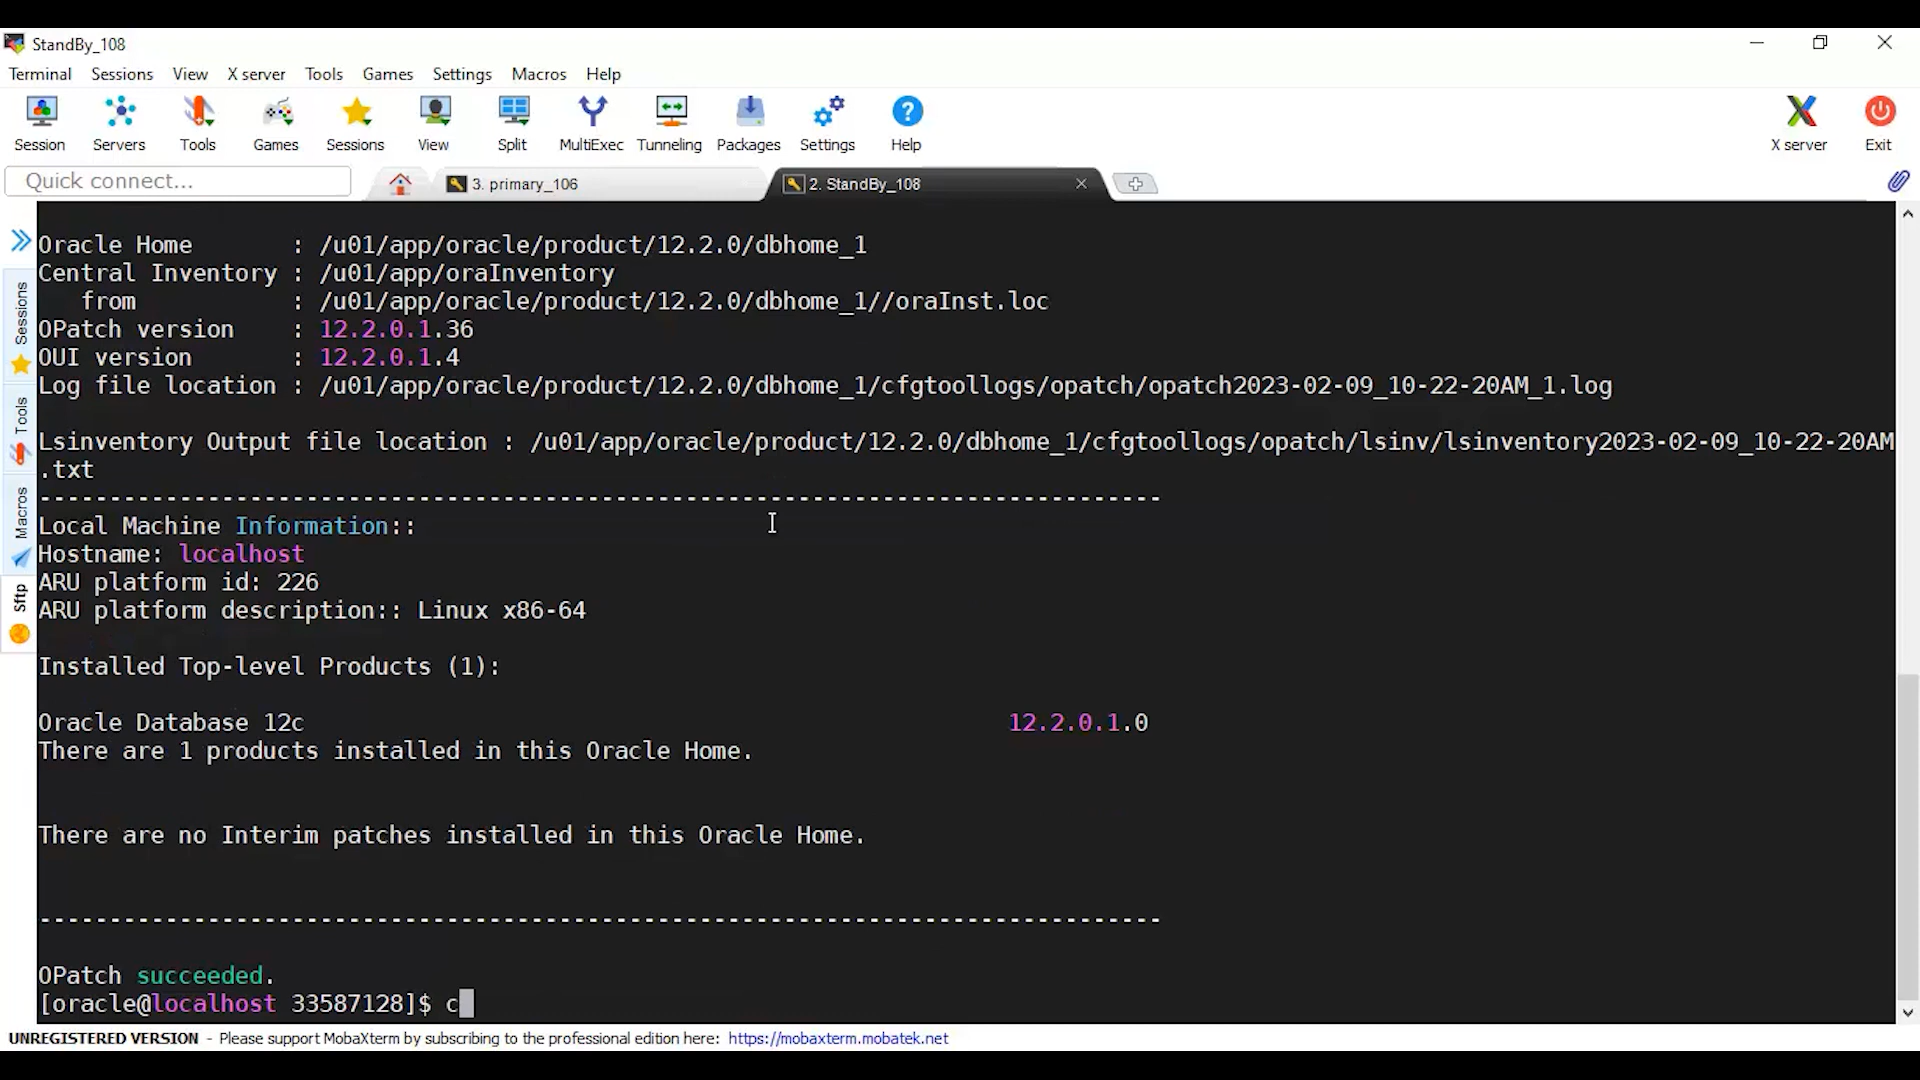 StandBy_108
Terminal Sessions View X server Tools Games Settings Macros Help
Session Servers Tools Games Sessions View Split MultiExec Tunneling Packages Settings Help X server Exit
Quick connect...
3. primary_106
2. StandBy_108
Sessions
Tools
Macros
Sftp
Oracle Home       : /u01/app/oracle/product/12.2.0/dbhome_1
Central Inventory : /u01/app/oraInventory
   from           : /u01/app/oracle/product/12.2.0/dbhome_1//oraInst.loc
OPatch version    : 12.2.0.1.36
OUI version       : 12.2.0.1.4
Log file location : /u01/app/oracle/product/12.2.0/dbhome_1/cfgtoollogs/opatch/opatch2023-02-09_10-22-20AM_1.log
Lsinventory Output file location : /u01/app/oracle/product/12.2.0/dbhome_1/cfgtoollogs/opatch/lsinv/lsinventory2023-02-09_10-22-20AM
.txt
--------------------------------------------------------------------------------
Local Machine Information::
Hostname: localhost
ARU platform id: 226
ARU platform description:: Linux x86-64
Installed Top-level Products (1):
Oracle Database 12c                                                  12.2.0.1.0
There are 1 products installed in this Oracle Home.
There are no Interim patches installed in this Oracle Home.
--------------------------------------------------------------------------------
OPatch succeeded.
[oracle@localhost 33587128]$ c
UNREGISTERED VERSION - Please support MobaXterm by subscribing to the professional edition here: https://mobaxterm.mobatek.net